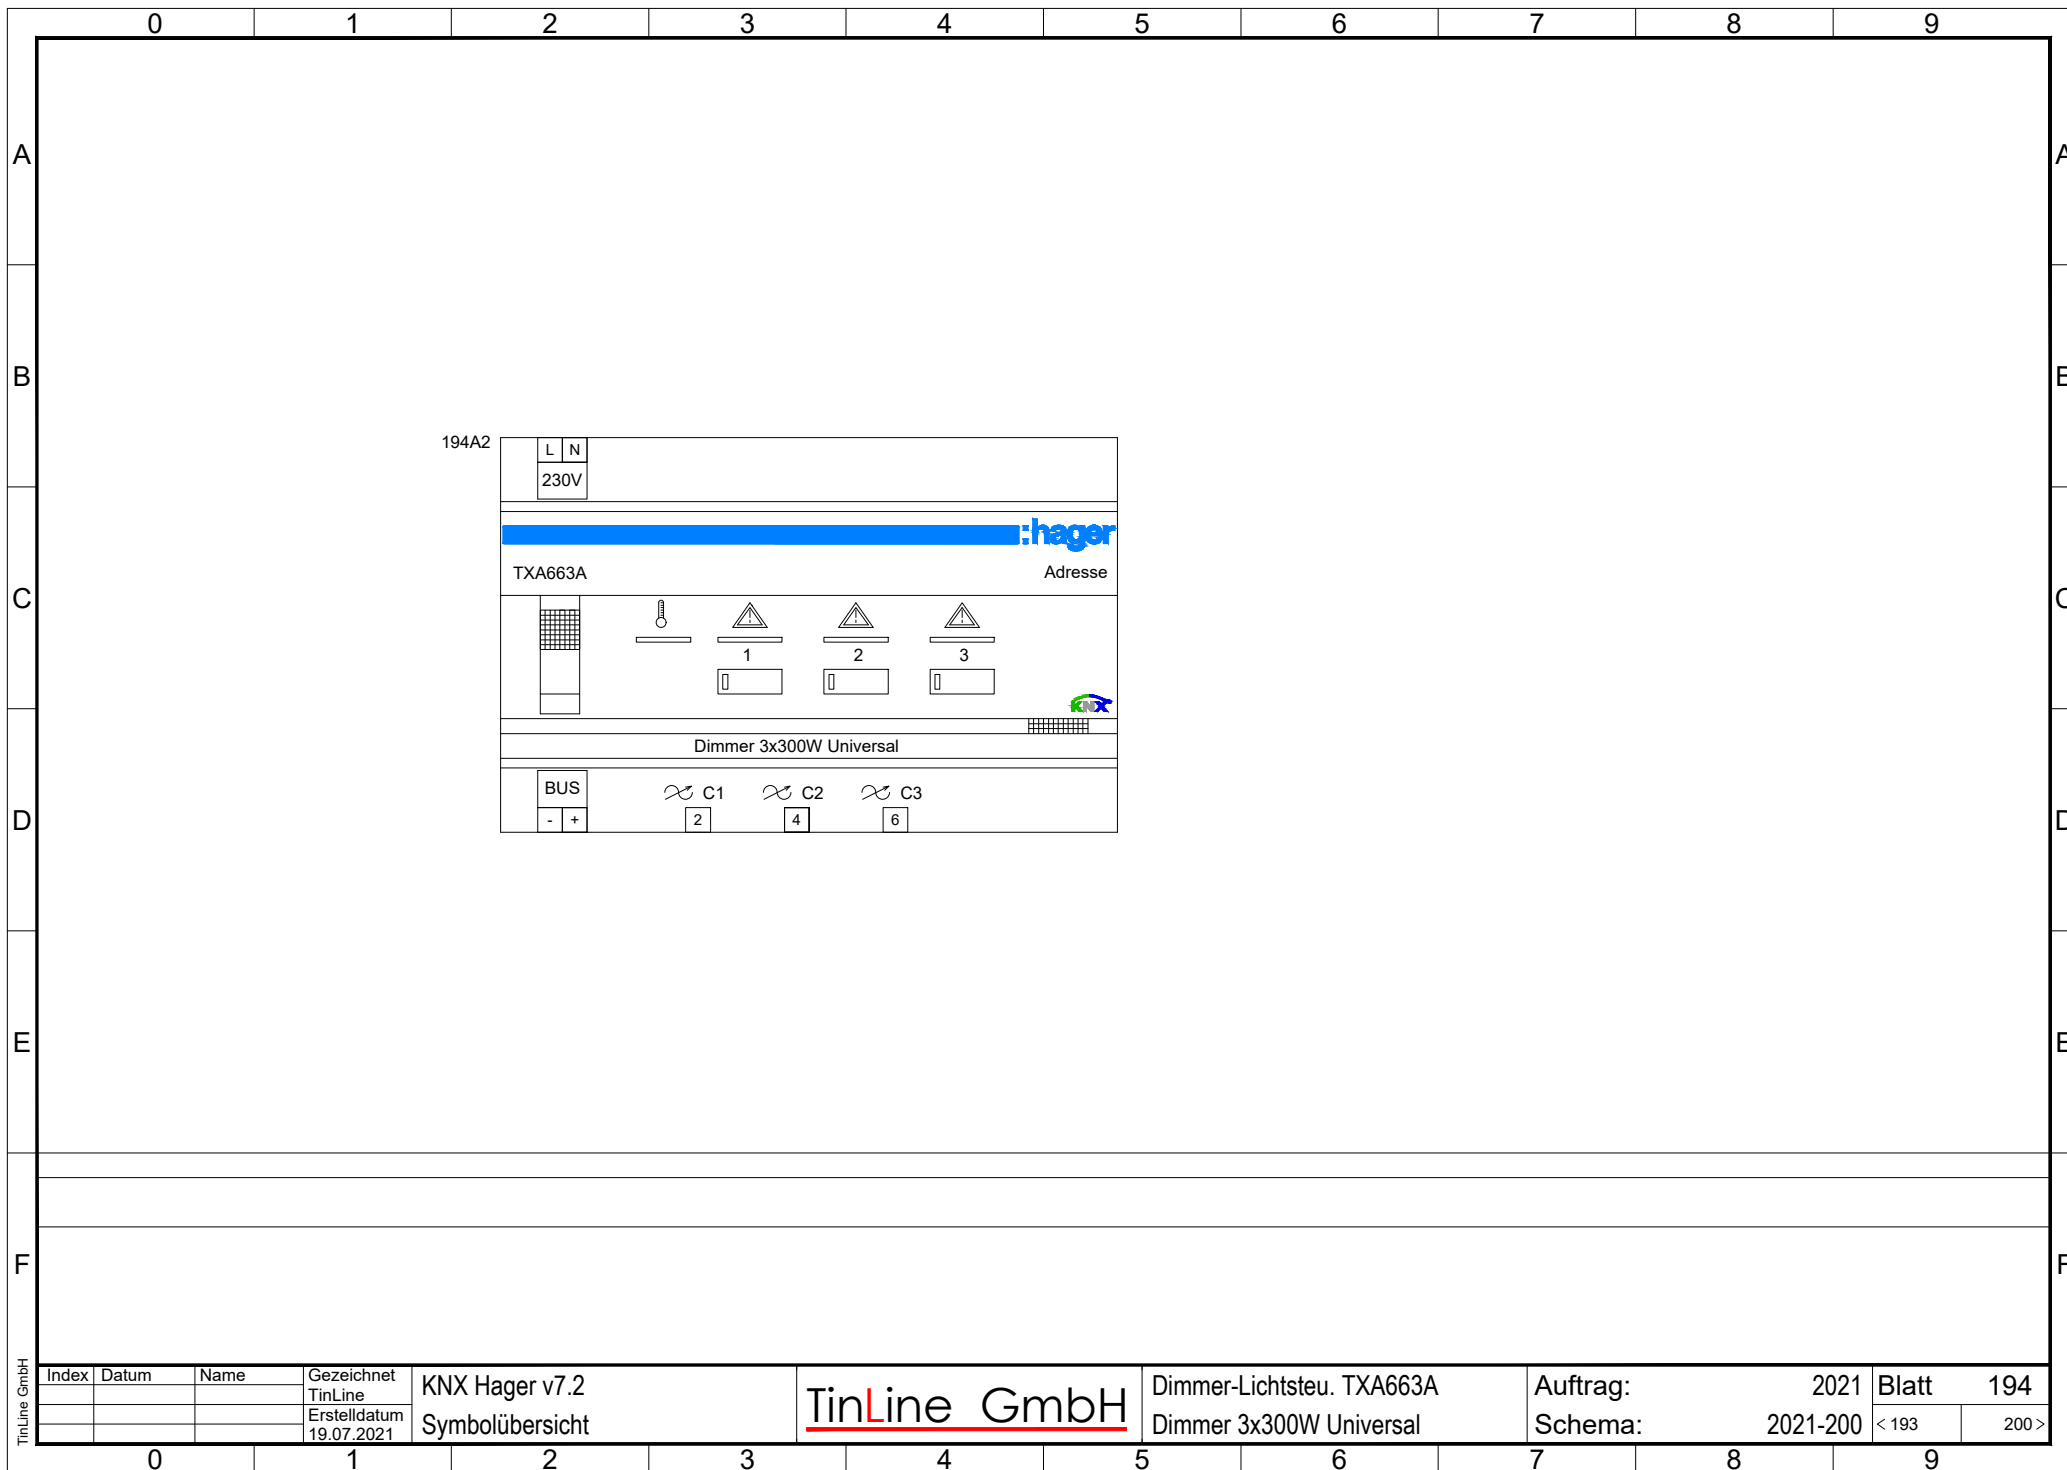 0 1 2 3 4 5 6 7 8 9
A A
B B
194A2
L N
230V
:hager
TXA663A Adresse
C C
1 2 3
KNX
Dimmer 3x300W Universal
BUS C1 C2 C3
- + 2 4 6
D D
E E
F F
TinLine GmbH
Index Datum Name Gezeichnet
TinLine
Erstelldatum
19.07.2021
KNX Hager v7.2
Symbolübersicht
TinLine GmbH
Dimmer-Lichtsteu. TXA663A
Dimmer 3x300W Universal
Auftrag: 2021
Schema: 2021-200
Blatt 194
< 193 200 >
0 1 2 3 4 5 6 7 8 9